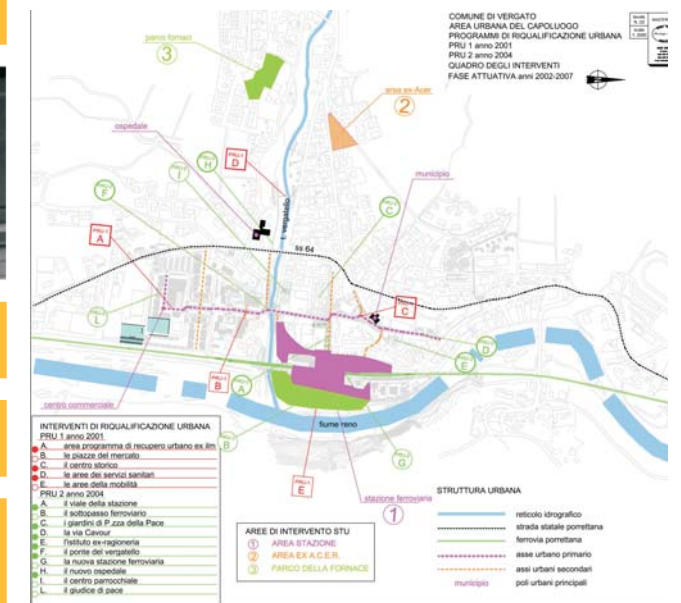 COMUNE DI VERGATO
AREA URBANA DEL CAPOLUOGO
PROGRAMMI DI RIQUALIFICAZIONE URBANA
PRU 1 anno 2001
PRU 2 anno 2004
QUADRO DEGLI INTERVENTI
FASE ATTUATIVA anni 2002-2007
parco fornaci
3
area ex-Acer
2
ospedale
municipio
PRU-1
D
H
I
F
C
PRU-1
A
t. vergatello
ss 64
L
PRU-1
C
D
E
PRU-1
B
A
centro commerciale
B
fiume reno
G
PRU-1
E
stazione ferroviaria
1
INTERVENTI DI RIQUALIFICAZIONE URBANA
PRU 1 anno 2001
A. area programma di recupero urbano ex ilm
B. le piazze del mercato
C. il centro storico
D. le aree dei servizi sanitari
E. le aree della mobilità
PRU 2 anno 2004
A. il viale della stazione
B. il sottopasso ferroviario
C. i giardini di P.zza della Pace
D. la via Cavour
E. l'istituto ex-ragioneria
F. il ponte del vergatello
G. la nuova stazione ferroviaria
H. il nuovo ospedale
I. il centro parrocchiale
L. il giudice di pace
AREE DI INTERVENTO STU
1 AREA STAZIONE
2 AREA EX A.C.E.R.
3 PARCO DELLA FORNACE
STRUTTURA URBANA
reticolo idrografico
strada statale porrettana
ferrovia porrettana
asse urbano primario
assi urbani secondari
municipio poli urbani principali